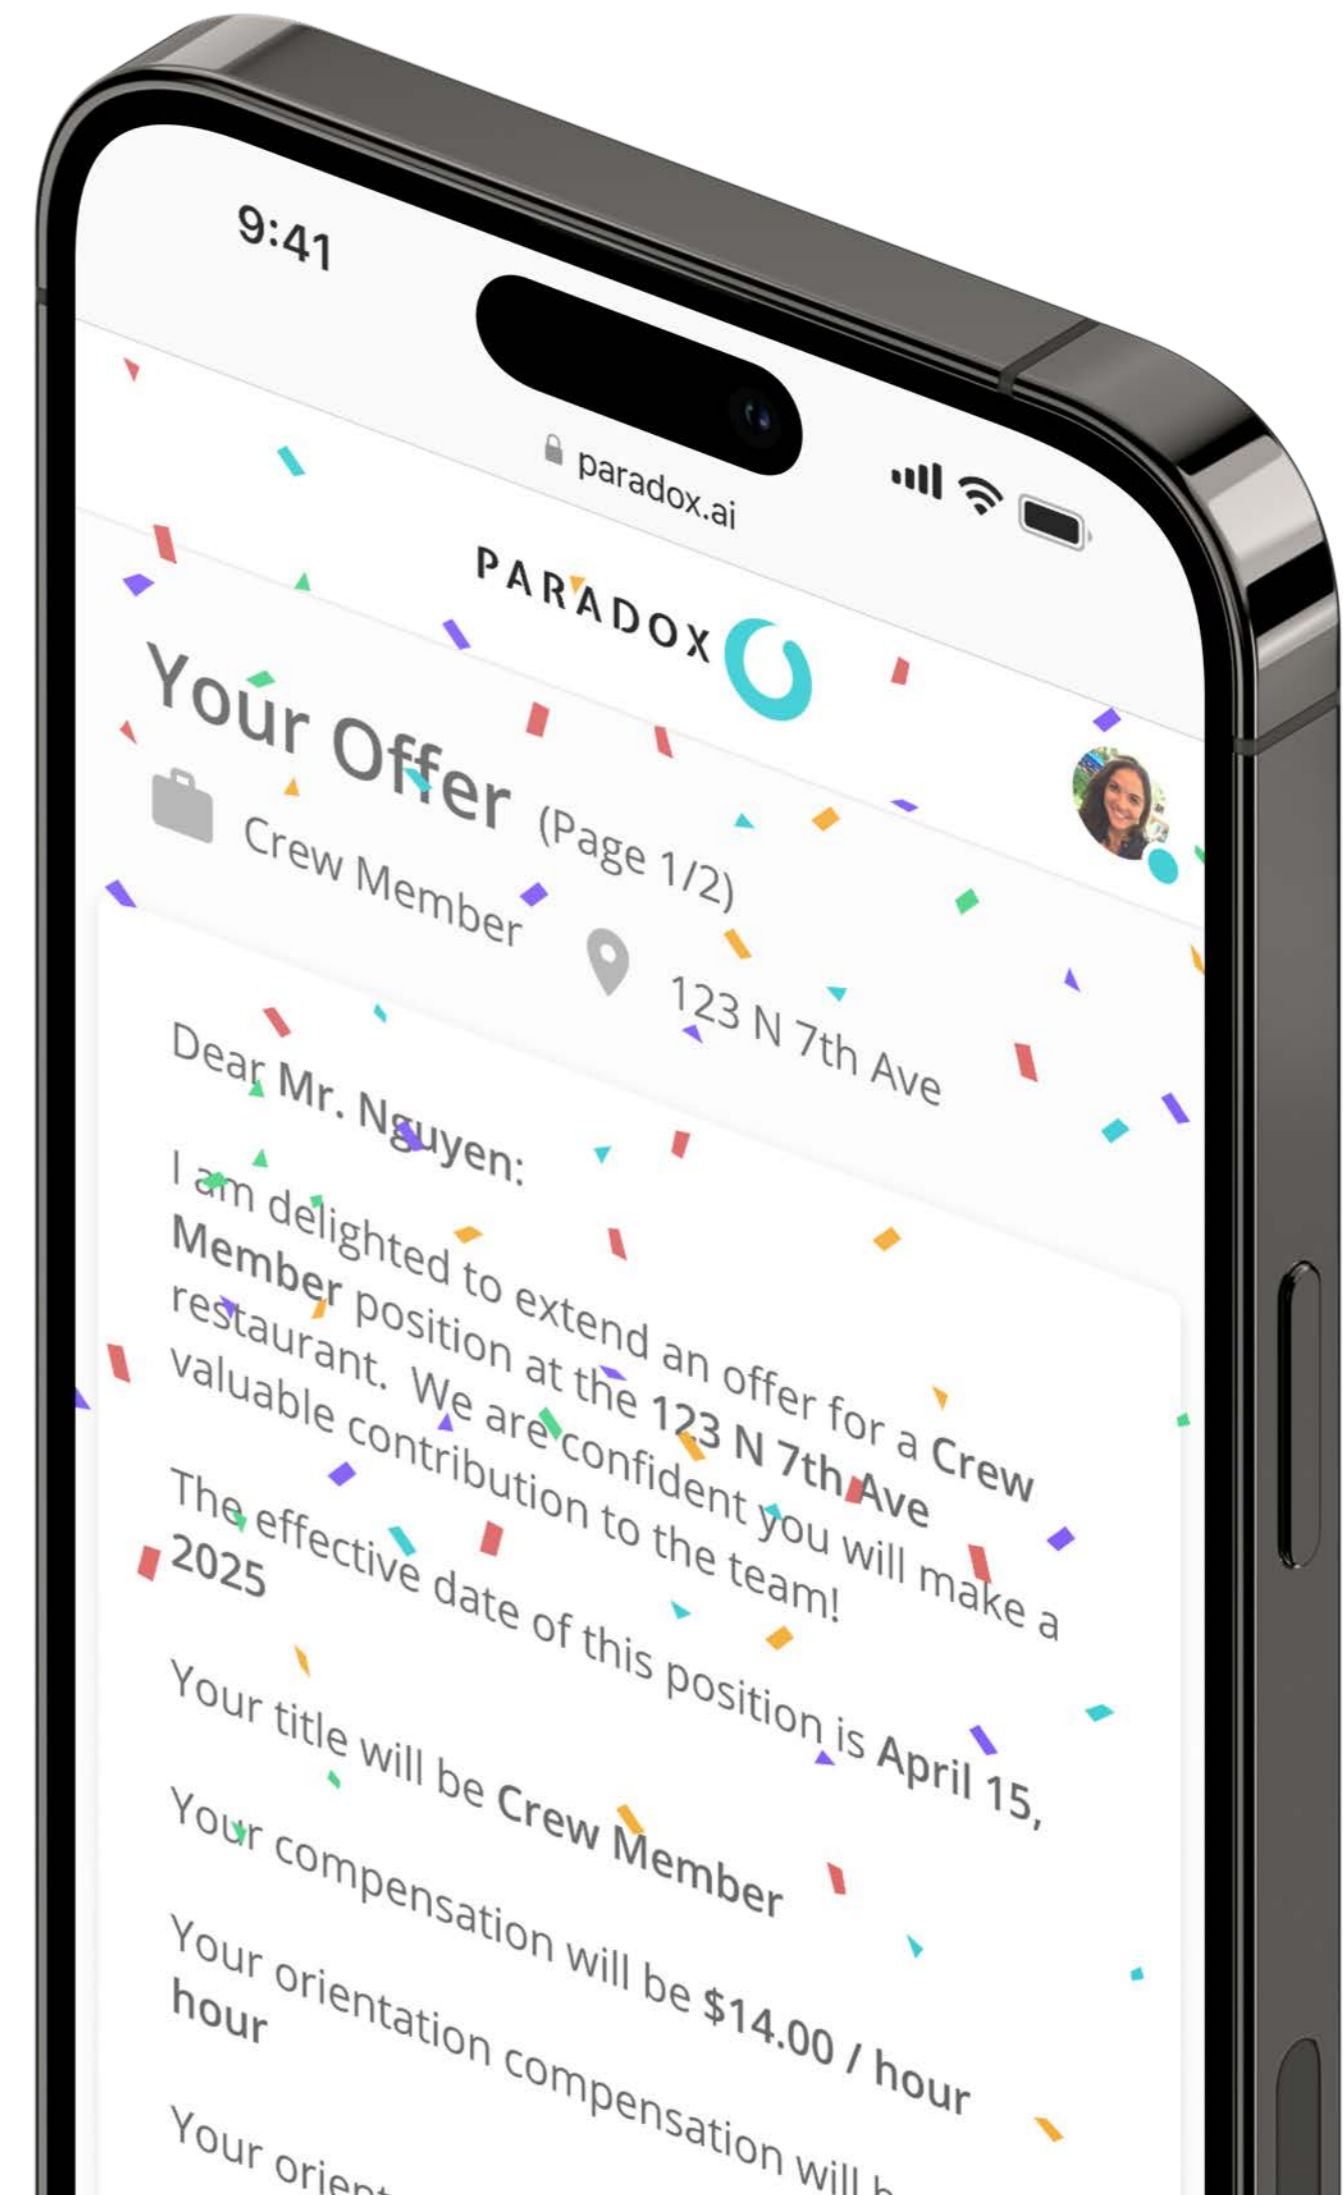 9:41
paradox.ai
PARADOX
Your Offer (Page 1/2)
Crew Member
123 N 7th Ave
Dear Mr. Nguyen:
I am delighted to extend an offer for a Crew
Member position at the 123 N 7th Ave
restaurant. We are confident you will make a
valuable contribution to the team!
The effective date of this position is April 15,
2025
Your title will be Crew Member
Your compensation will be $14.00 / hour
Your orientation compensation will
hour
Your